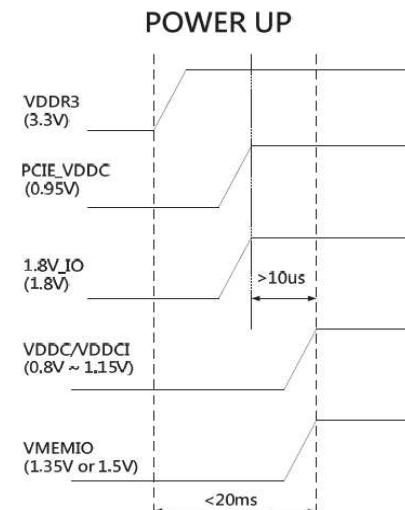 POWER UP
VDDR3
(3.3V)
PCIE_VDDC
(0.95V)
1.8V_IO
(1.8V)
>10us
VDDC/VDDCI
(0.8V ~ 1.15V)
VMEMIO
(1.35V or 1.5V)
<20ms